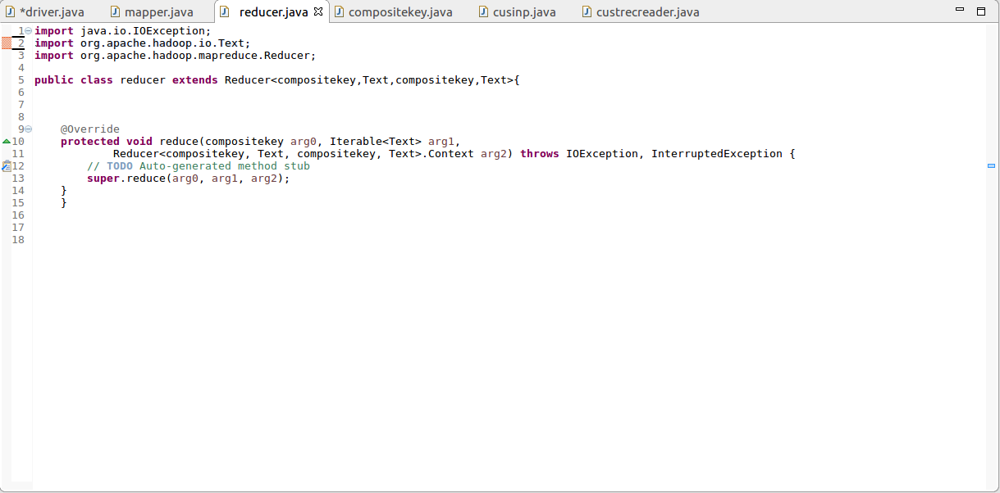 *driver.java mapper.java reducer.java compositekey.java cusinp.java custrecreader.java
1 import java.io.IOException;
2 import org.apache.hadoop.io.Text;
3 import org.apache.hadoop.mapreduce.Reducer;
4
5 public class reducer extends Reducer<compositekey,Text,compositekey,Text>{
6
7
8
9 @Override
10 protected void reduce(compositekey arg0, Iterable<Text> arg1,
11 Reducer<compositekey, Text, compositekey, Text>.Context arg2) throws IOException, InterruptedException {
12 // TODO Auto-generated method stub
13 super.reduce(arg0, arg1, arg2);
14 }
15 }
16
17
18